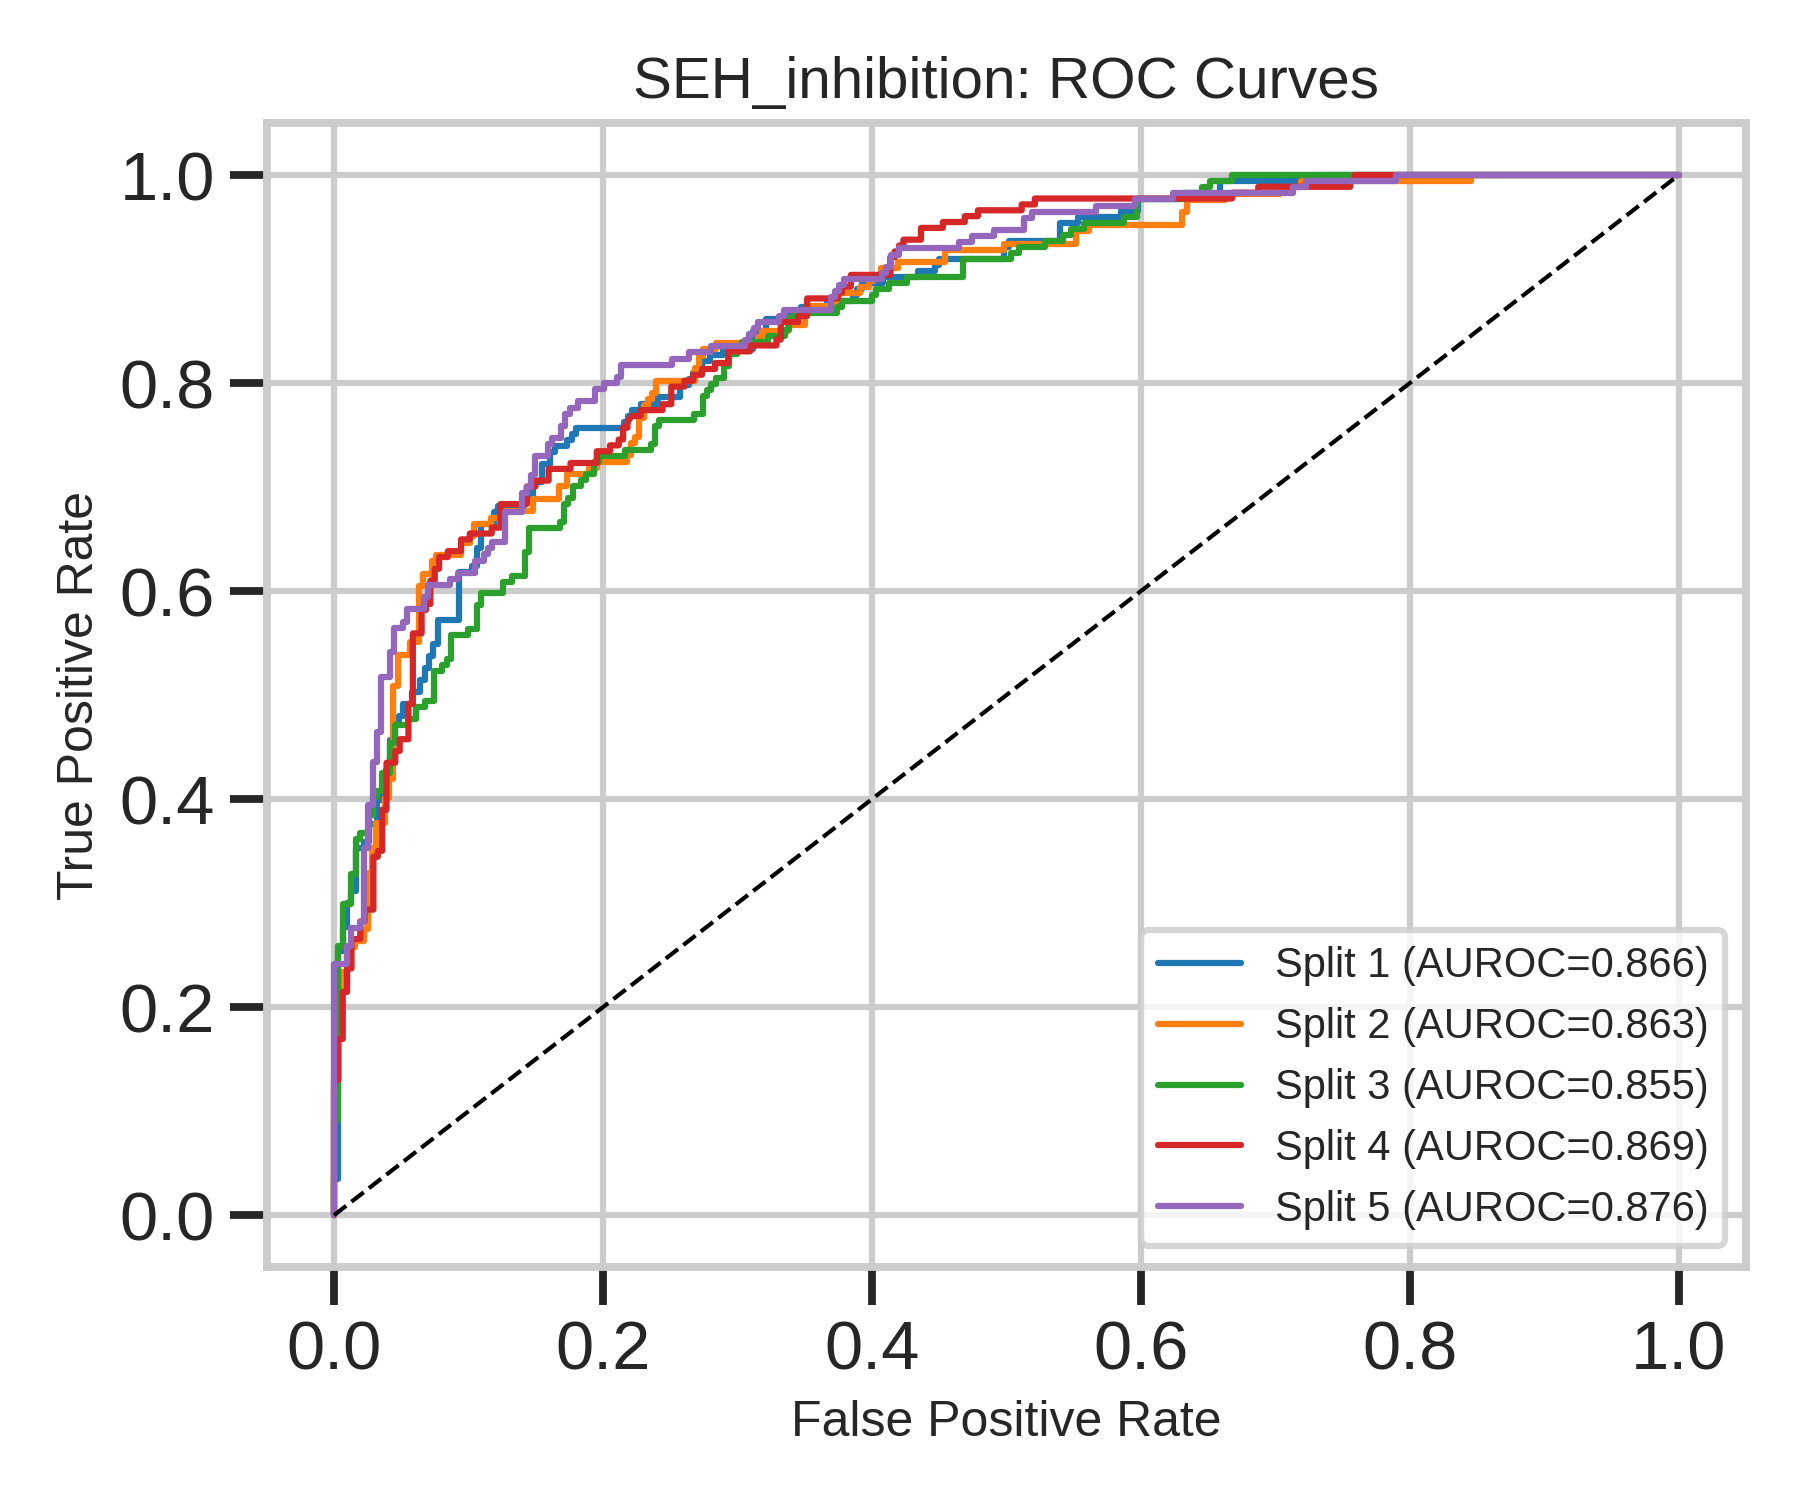 SEH_inhibition: ROC Curves
1.0
0.8
0.6
0.4
0.2
0.0
True Positive Rate
Split 1 (AUROC=0.866)
Split 2 (AUROC=0.863)
Split 3 (AUROC=0.855)
Split 4 (AUROC=0.869)
Split 5 (AUROC=0.876)
0.0 0.2 0.4 0.6 0.8 1.0
False Positive Rate